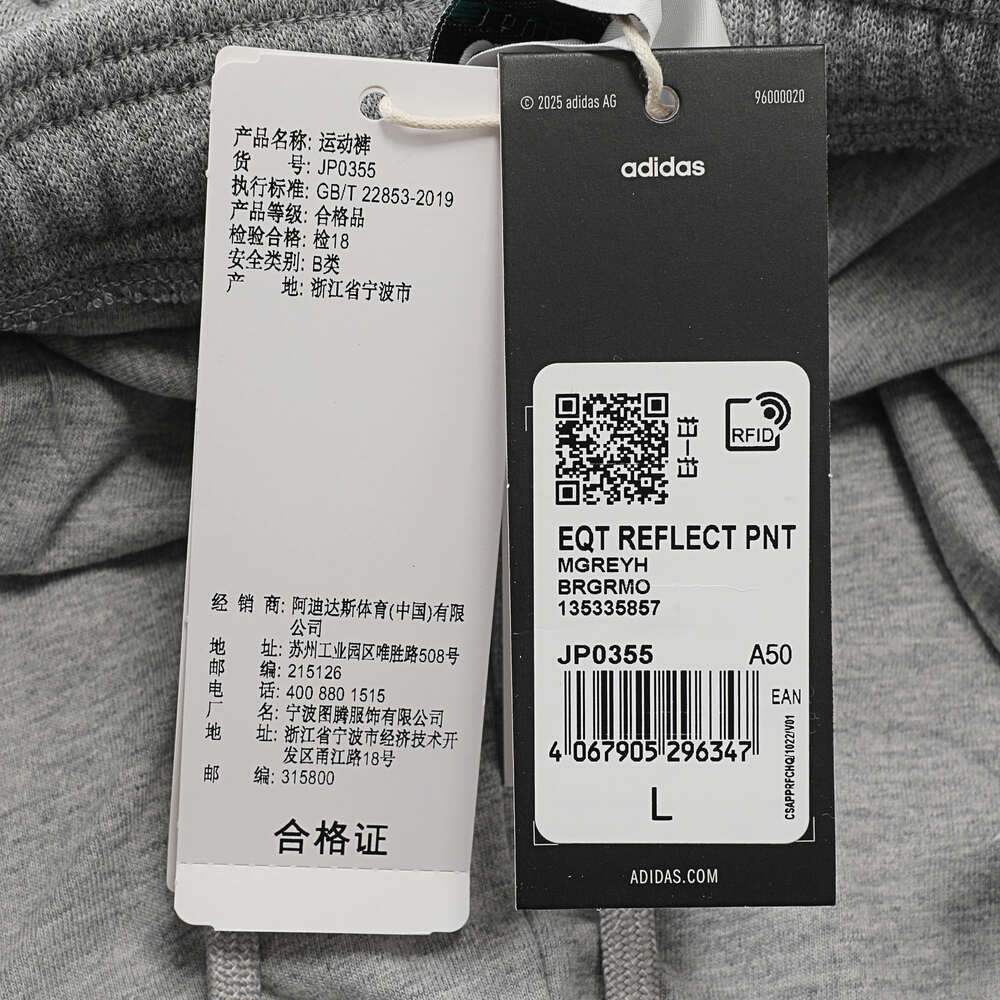 产品名称: 运动裤
货 号: JP0355
执行标准: GB/T 22853-2019
产品等级: 合格品
检验合格: 检18
安全类别: B类
产 地: 浙江省宁波市
经 销 商: 阿迪达斯体育(中国)有限
公司
地 址: 苏州工业园区唯胜路508号
邮 编: 215126
电 话: 400 880 1515
厂 名: 宁波图腾服饰有限公司
地 址: 浙江省宁波市经济技术开
发区甬江路18号
邮 编: 315800
合格证
© 2025 adidas AG
96000020
adidas
扫一扫
RFID
EQT REFLECT PNT
MGREYH
BRGRMO
135335857
JP0355 A50
EAN
4 067905 296347
CSAPPRFCHQ/1022/V01
L
ADIDAS.COM